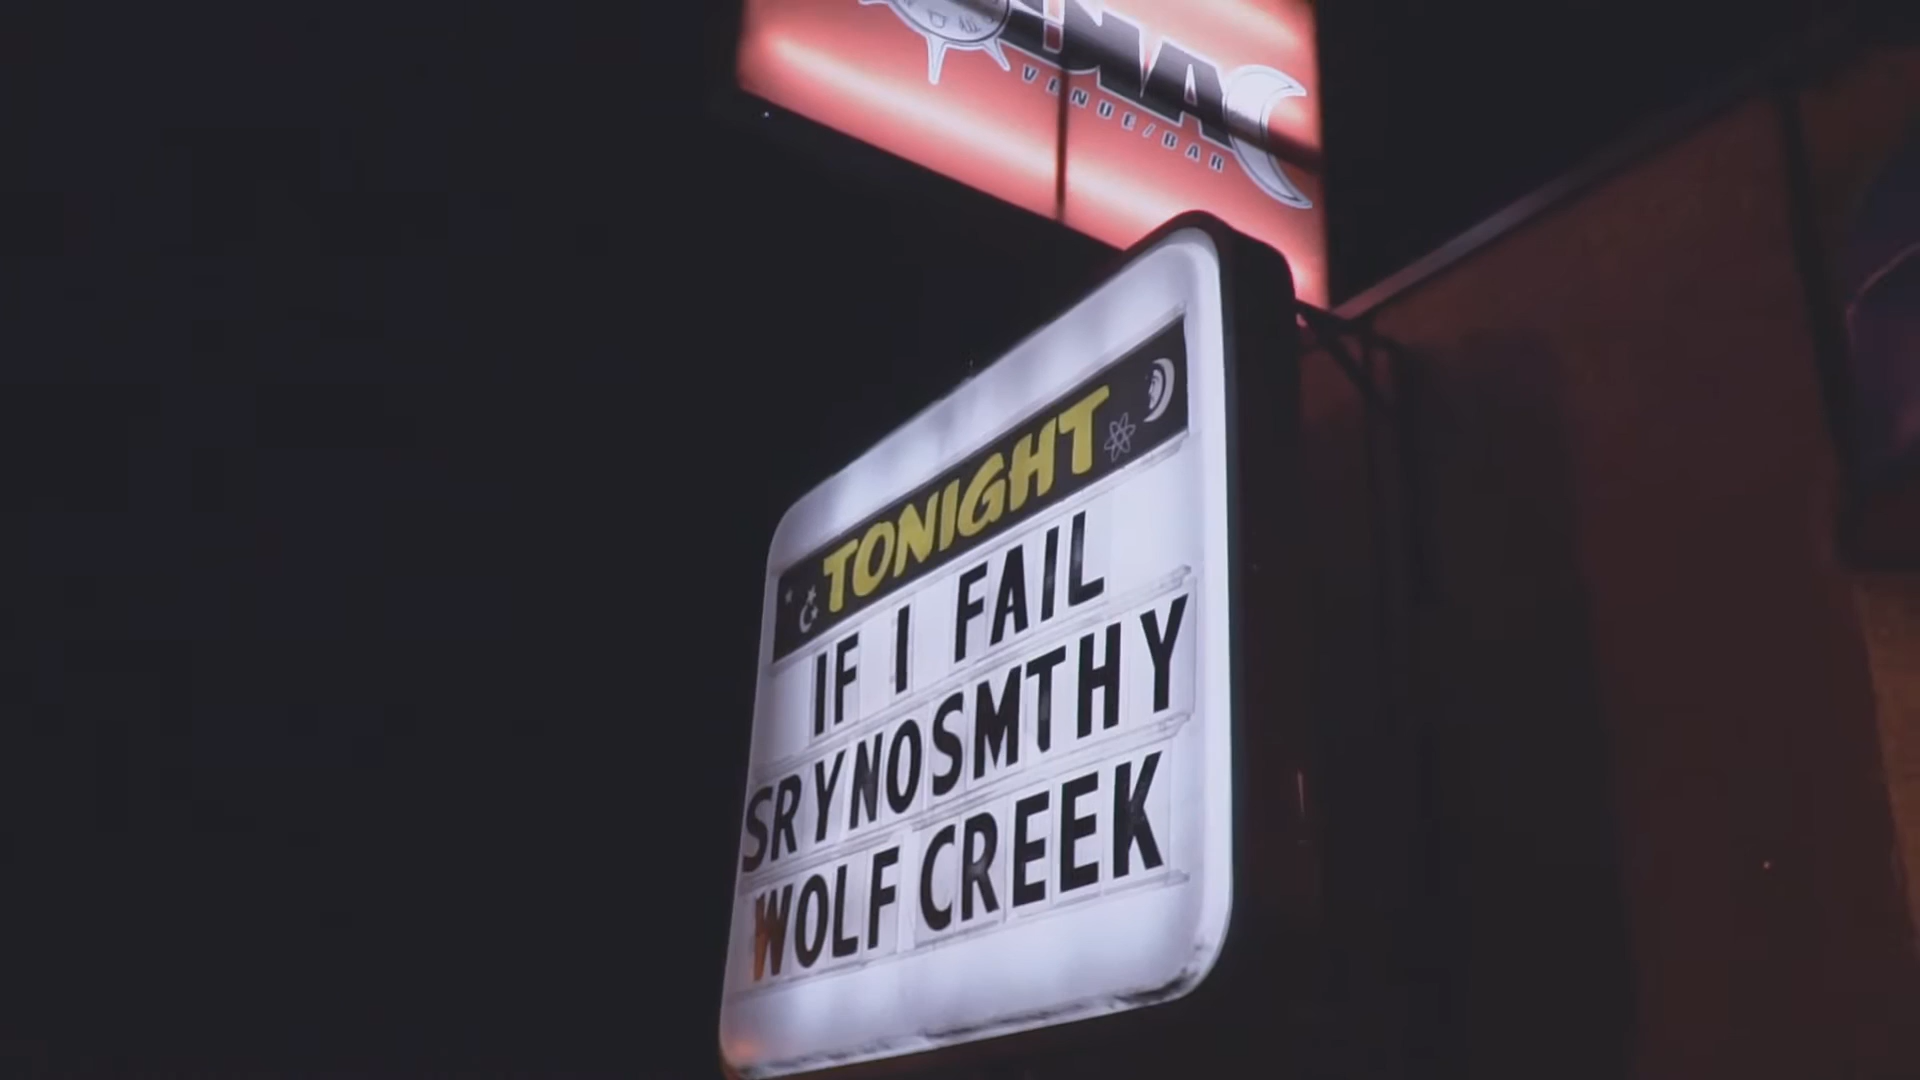 VENUE/BAR
TONIGHT
IF I FAIL
SRYNOSMTHY
WOLF CREEK